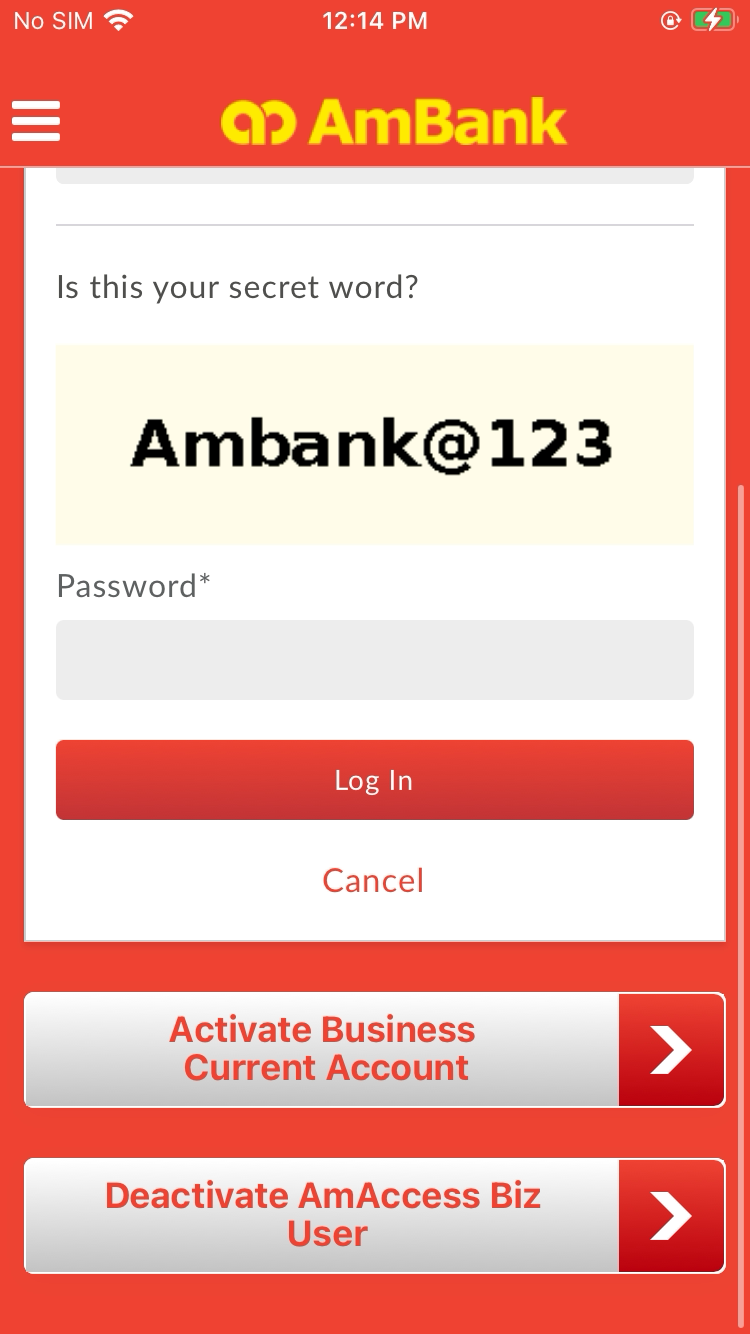 No SIM 12:14 PM
AmBank
Is this your secret word?
Ambank@123
Password*
Log In
Cancel
Activate Business
Current Account
Deactivate AmAccess Biz
User